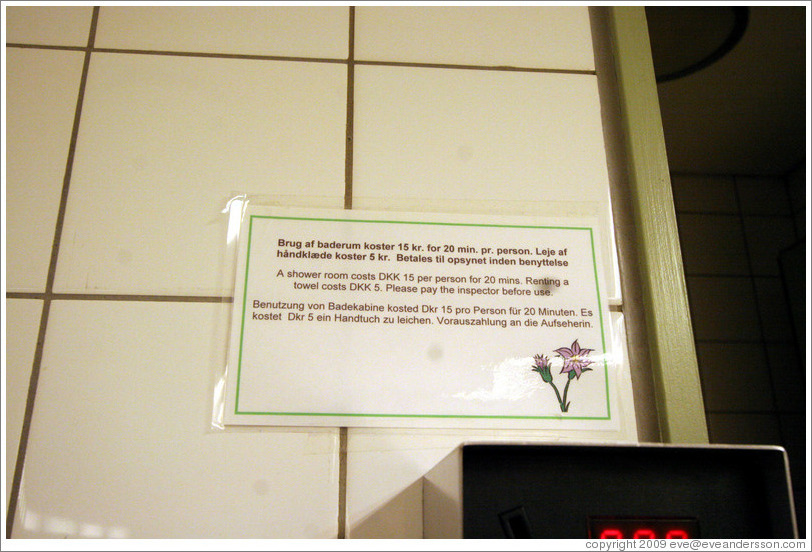 Brug af baderum koster 15 kr. for 20 min. pr. person. Leje af
håndklæde koster 5 kr. Betales til opsynet inden benyttelse
A shower room costs DKK 15 per person for 20 mins. Renting a
towel costs DKK 5. Please pay the inspector before use.
Benutzung von Badekabine kosted Dkr 15 pro Person für 20 Minuten. Es
kostet Dkr 5 ein Handtuch zu leichen. Vorauszahlung an die Aufseherin.
copyright 2009 eve@eveandersson.com